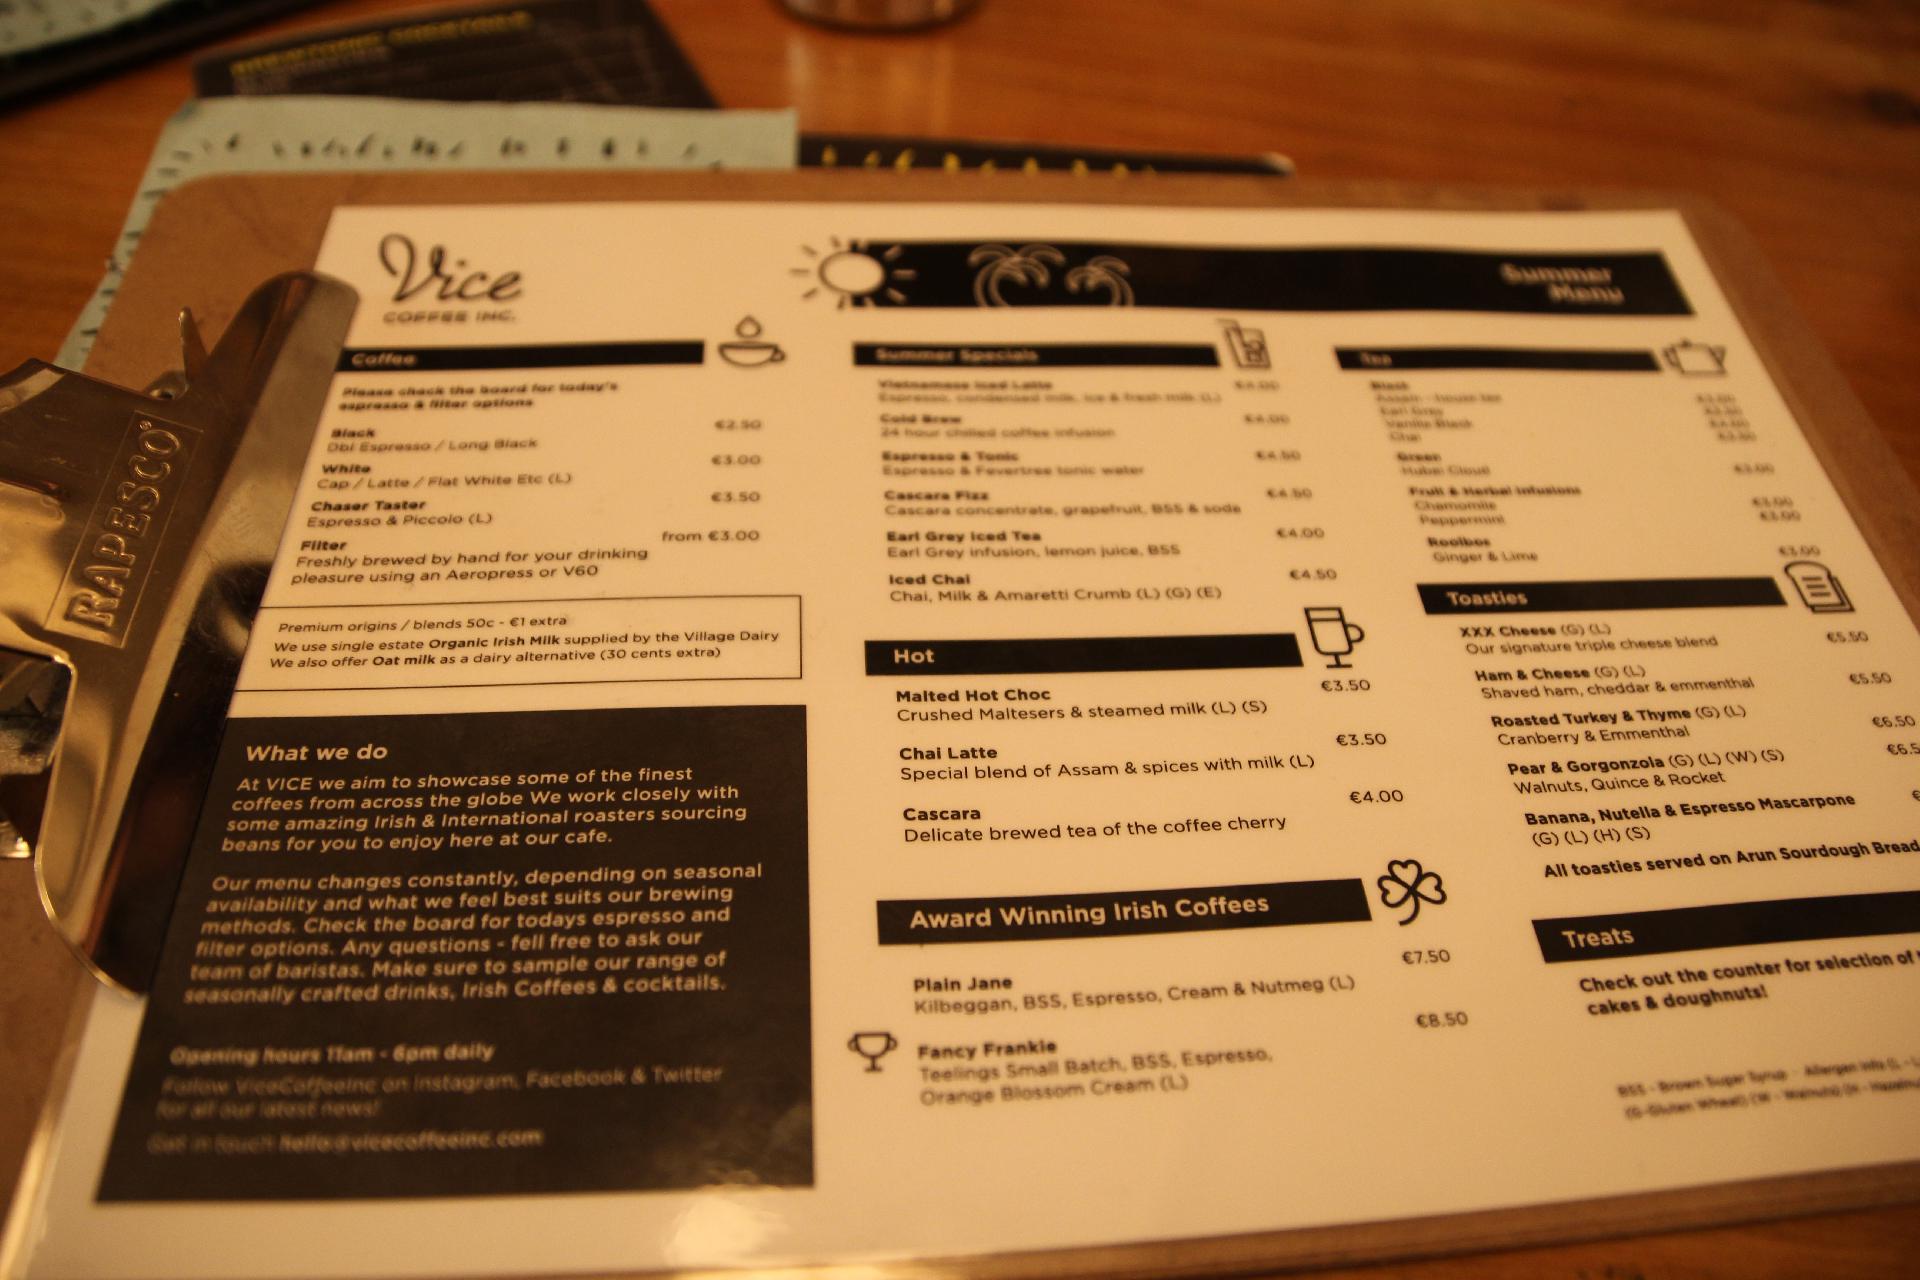 Vice
COFFEE INC.
Summer
Menu
Coffee
Please check the board for today's
espresso & filter options
Black €2.50
Dbl Espresso / Long Black
White €3.00
Cap / Latte / Flat White Etc (L)
Chaser Taster €3.50
Espresso & Piccolo (L)
Filter from €3.00
Freshly brewed by hand for your drinking
pleasure using an Aeropress or V60
Premium origins / blends 50c - €1 extra
We use single estate Organic Irish Milk supplied by the Village Dairy
We also offer Oat milk as a dairy alternative (30 cents extra)
What we do
At VICE we aim to showcase some of the finest
coffees from across the globe We work closely with
some amazing Irish & International roasters sourcing
beans for you to enjoy here at our cafe.
Our menu changes constantly, depending on seasonal
availability and what we feel best suits our brewing
methods. Check the board for todays espresso and
filter options. Any questions - fell free to ask our
team of baristas. Make sure to sample our range of
seasonally crafted drinks, Irish Coffees & cocktails.
Opening hours 11am - 6pm daily
Follow ViceCoffeeInc on Instagram, Facebook & Twitter
for all our latest news!
Get in touch hello@vicecoffeeinc.com
Summer Specials
Vietnamese Iced Latte €4.00
Espresso, condensed milk, ice & fresh milk (L)
Cold Brew €4.00
24 hour chilled coffee infusion
Espresso & Tonic €4.50
Espresso & Fevertree tonic water
Cascara Fizz €4.50
Cascara concentrate, grapefruit, BSS & soda
Earl Grey Iced Tea €4.00
Earl Grey infusion, lemon juice, BSS
Iced Chai €4.50
Chai, Milk & Amaretti Crumb (L) (G) (E)
Hot
Malted Hot Choc €3.50
Crushed Maltesers & steamed milk (L) (S)
Chai Latte €3.50
Special blend of Assam & spices with milk (L)
Cascara €4.00
Delicate brewed tea of the coffee cherry
Award Winning Irish Coffees
Plain Jane €7.50
Kilbeggan, BSS, Espresso, Cream & Nutmeg (L)
Fancy Frankie €8.50
Teelings Small Batch, BSS, Espresso,
Orange Blossom Cream (L)
Tea
Black
Assam - house tea
Earl Grey
Vanilla Black
Chai
Green
Hubei Cloud €3.00
Fruit & Herbal Infusions
Chamomile €3.00
Peppermint €3.00
Rooibos
Ginger & Lime €3.00
Toasties
XXX Cheese (G) (L) €5.50
Our signature triple cheese blend
Ham & Cheese (G) (L) €5.50
Shaved ham, cheddar & emmenthal
Roasted Turkey & Thyme (G) (L) €6.50
Cranberry & Emmenthal
Pear & Gorgonzola (G) (L) (W) (S) €6.5
Walnuts, Quince & Rocket
Banana, Nutella & Espresso Mascarpone €
(G) (L) (H) (S)
All toasties served on Arun Sourdough Bread
Treats
Check out the counter for selection of
cakes & doughnuts!
BSS - Brown Sugar Syrup - Allergen Info (L -
(G-Gluten Wheat) (W - Walnuts) (H -
RAPESCO